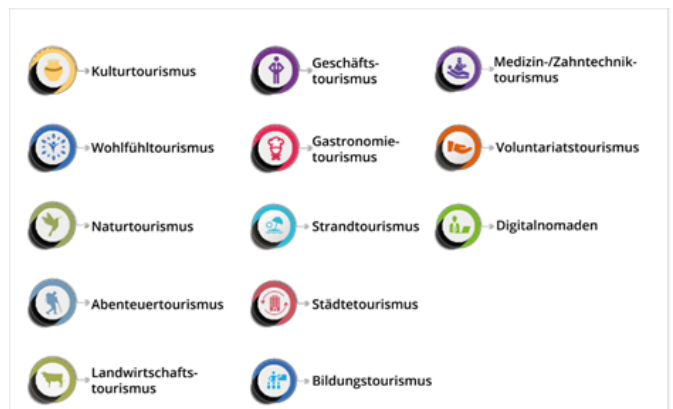 Kulturtourismus
Wohlfühltourismus
Naturtourismus
Abenteuertourismus
Landwirtschafts-
tourismus
Geschäfts-
tourismus
Gastronomie-
tourismus
Strandtourismus
Städtetourismus
Bildungstourismus
Medizin-/Zahntechnik-
tourismus
Voluntariatstourismus
Digitalnomaden